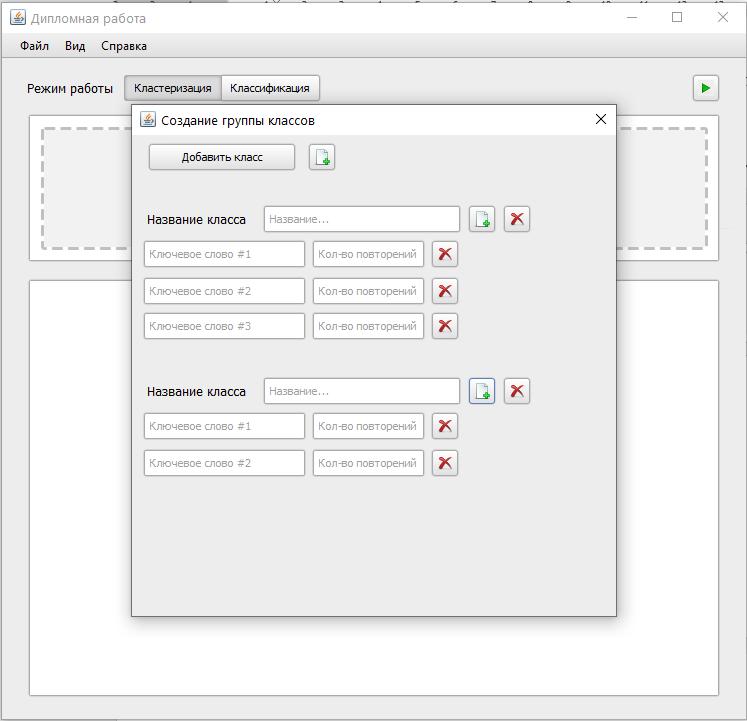 Дипломная работа
Файл Вид Справка
Режим работы Кластеризация Классификация
Создание группы классов
Добавить класс
Название класса Название...
Ключевое слово #1 Кол-во повторений
Ключевое слово #2 Кол-во повторений
Ключевое слово #3 Кол-во повторений
Название класса Название...
Ключевое слово #1 Кол-во повторений
Ключевое слово #2 Кол-во повторений